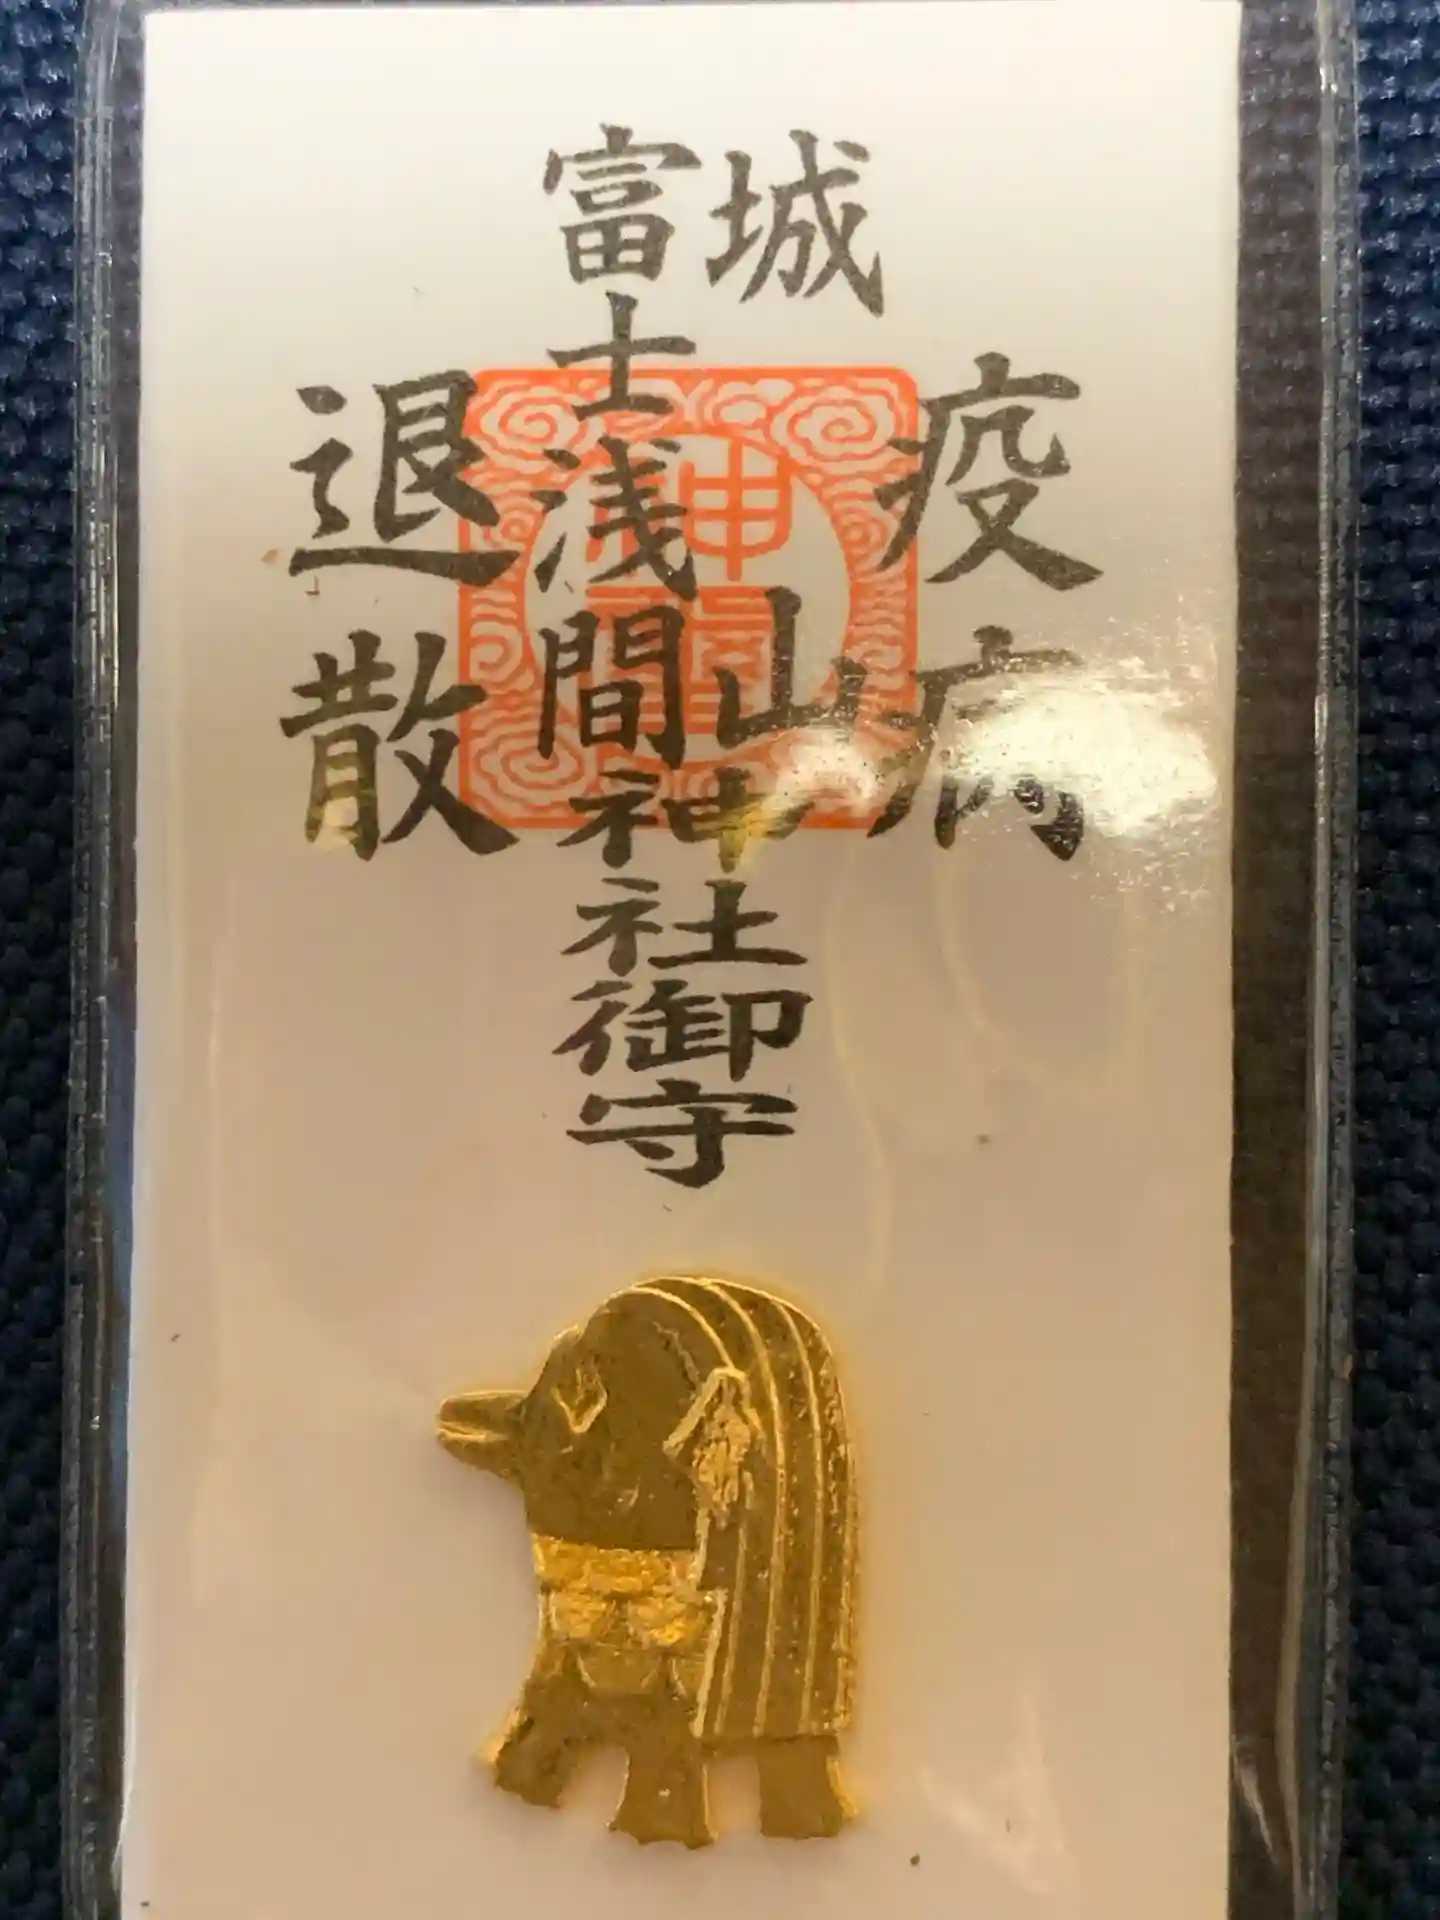 疫病
城山
富士浅間
神社御守
退散